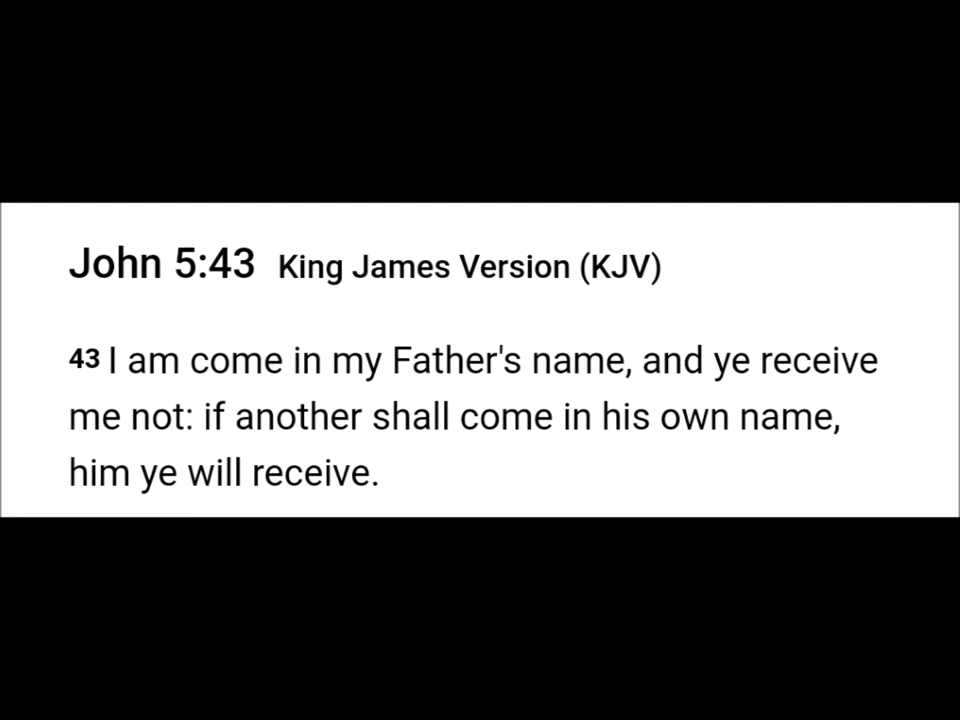 John 5:43 King James Version (KJV)
43 I am come in my Father's name, and ye receive
me not: if another shall come in his own name,
him ye will receive.